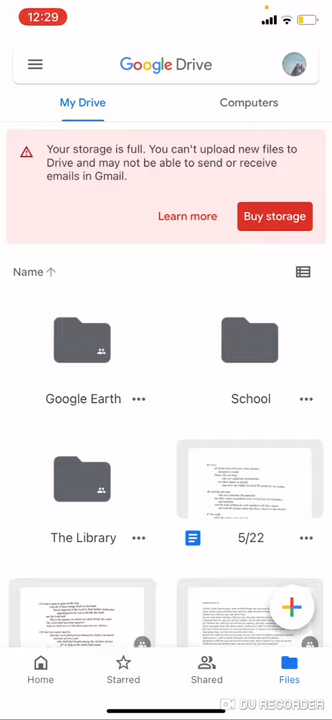 12:29
Google Drive
My Drive
Computers
Your storage is full. You can't upload new files to
Drive and may not be able to send or receive
emails in Gmail.
Learn more
Buy storage
Name
Google Earth
School
The Library
5/22
Home
Starred
Shared
Files
DU RECORDER